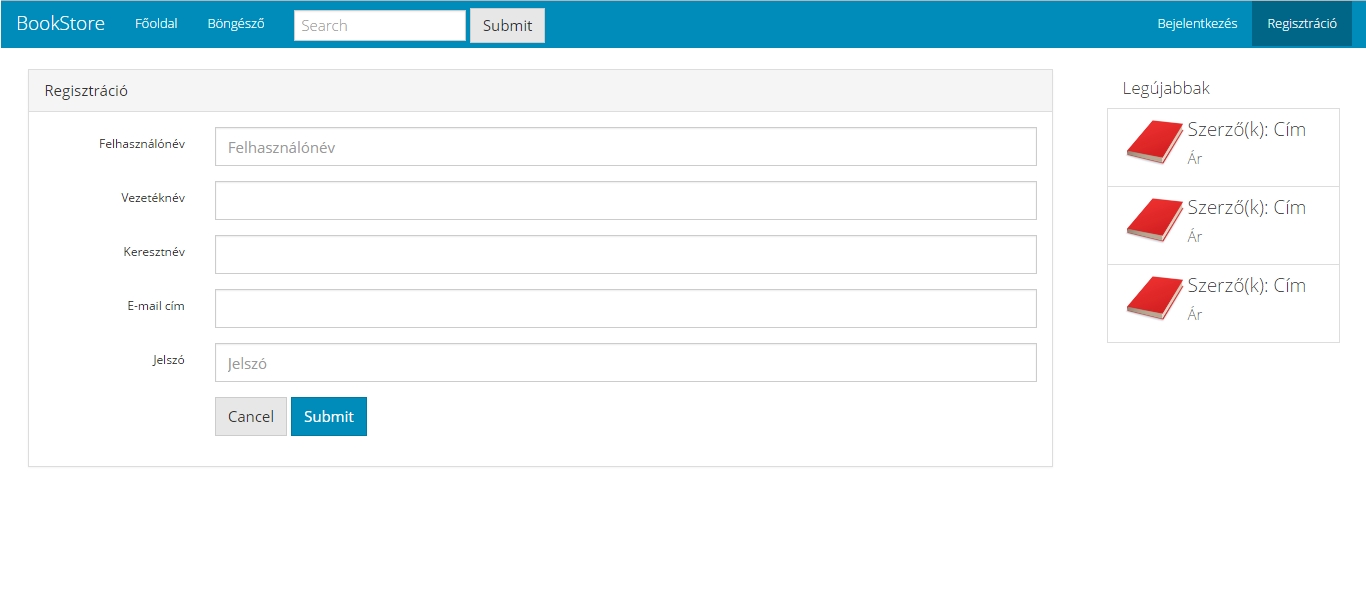 BookStore Főoldal Böngésző Search Submit Bejelentkezés Regisztráció
Regisztráció
Felhasználónév Felhasználónév
Vezetéknév
Keresztnév
E-mail cím
Jelszó Jelszó
Cancel Submit
Legújabbak
Szerző(k): Cím
Ár
Szerző(k): Cím
Ár
Szerző(k): Cím
Ár